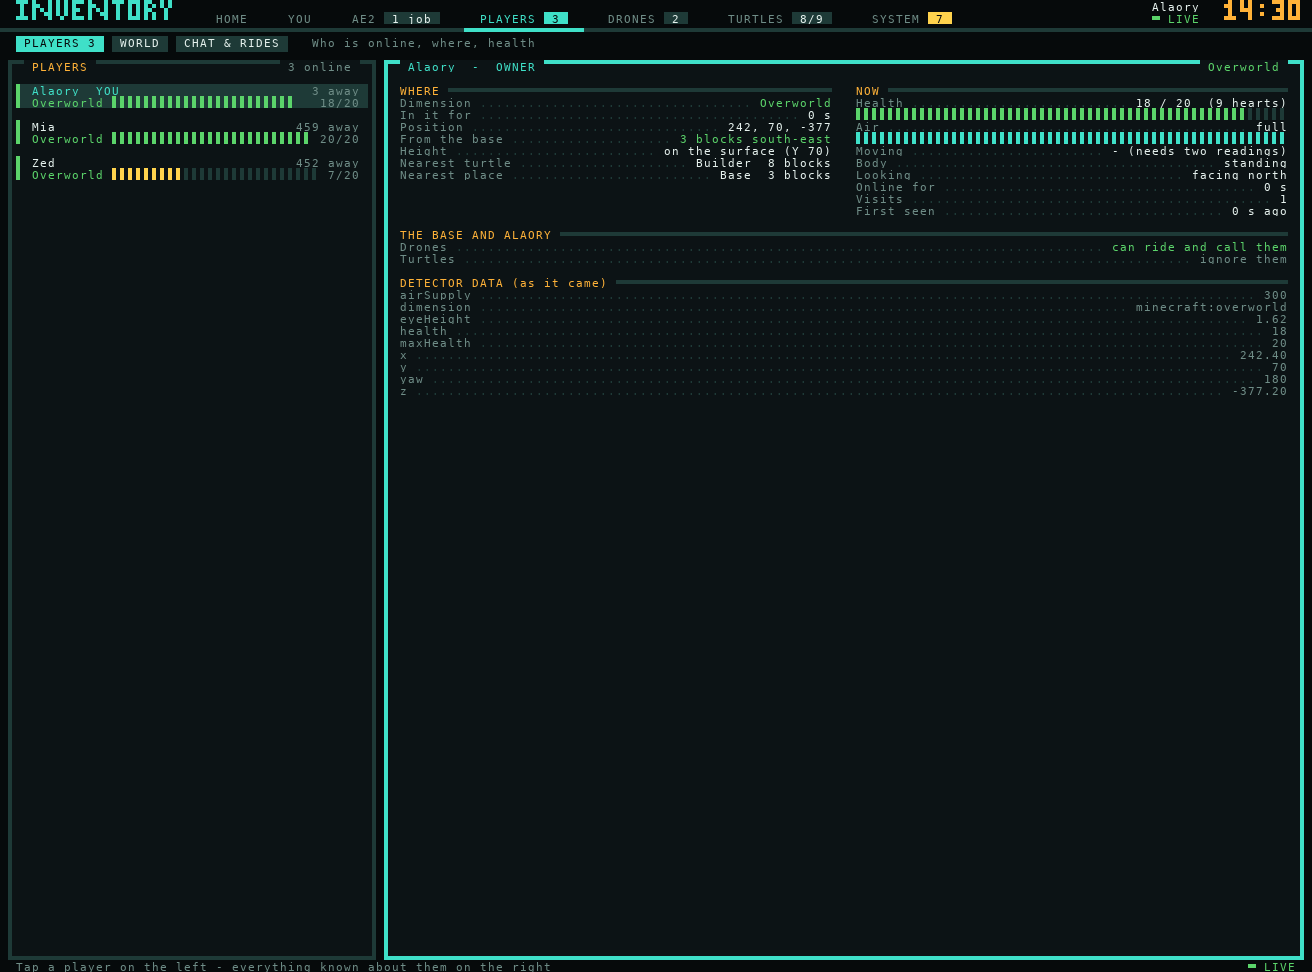 INVENTORY
HOME YOU AE2 1 job PLAYERS 3 DRONES 2 TURTLES 8/9 SYSTEM 7
Alaory
LIVE
14:30
PLAYERS 3 WORLD CHAT & RIDES Who is online, where, health
PLAYERS 3 online
Alaory YOU 3 away
Overworld 18/20
Mia 459 away
Overworld 20/20
Zed 452 away
Overworld 7/20
Alaory - OWNER Overworld
WHERE
Dimension Overworld
In it for 0 s
Position 242, 70, -377
From the base 3 blocks south-east
Height on the surface (Y 70)
Nearest turtle Builder 8 blocks
Nearest place Base 3 blocks
NOW
Health 18 / 20 (9 hearts)
Air full
Moving - (needs two readings)
Body standing
Looking facing north
Online for 0 s
Visits 1
First seen 0 s ago
THE BASE AND ALAORY
Drones can ride and call them
Turtles ignore them
DETECTOR DATA (as it came)
airSupply 300
dimension minecraft:overworld
eyeHeight 1.62
health 18
maxHealth 20
x 242.40
y 70
yaw 180
z -377.20
Tap a player on the left - everything known about them on the right
LIVE